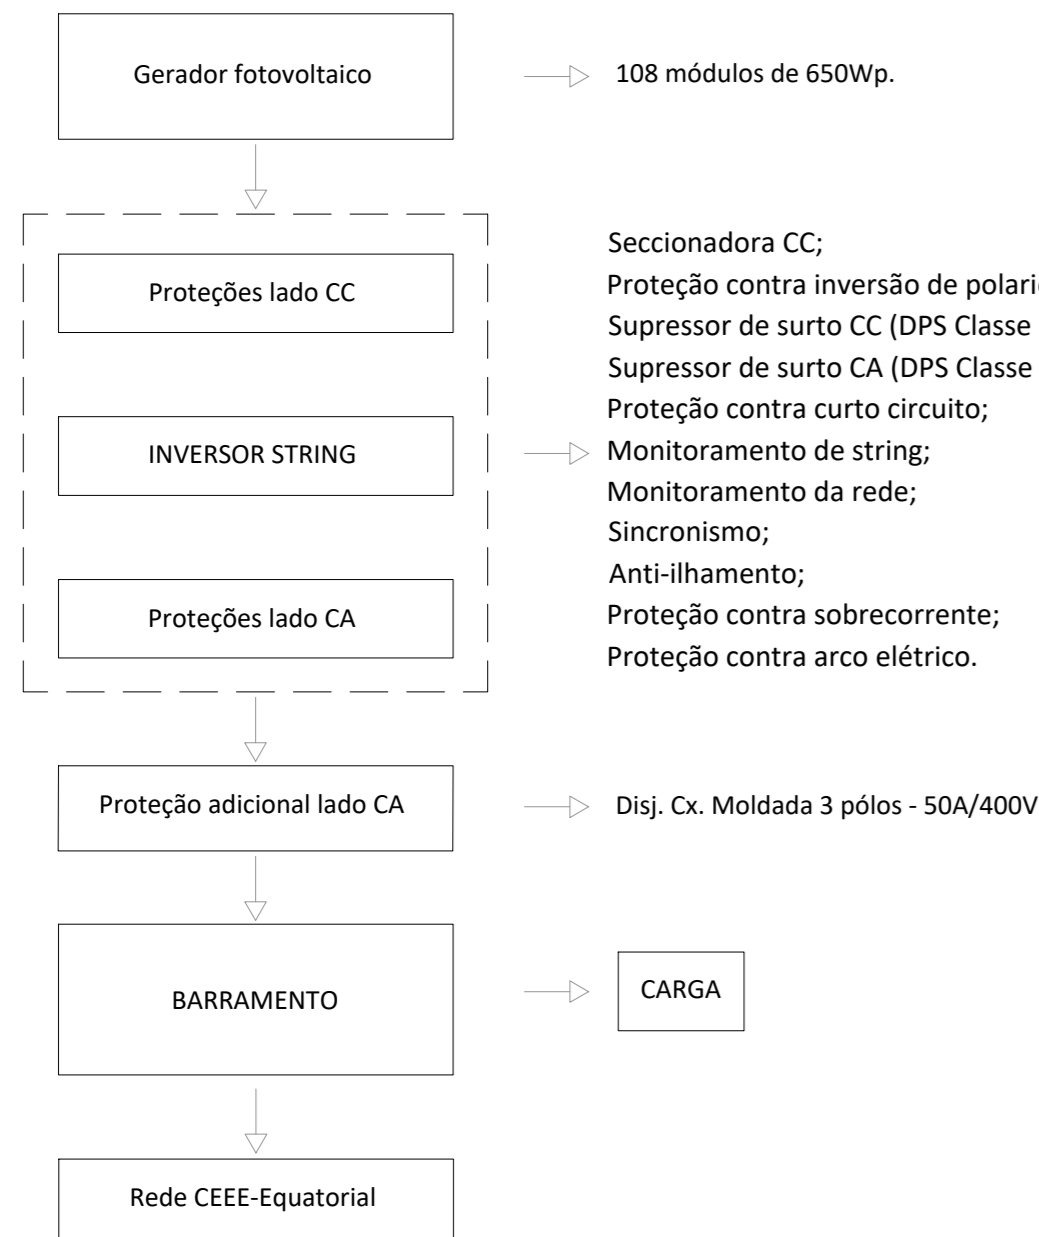 Gerador fotovoltaico
108 módulos de 650Wp.
Proteções lado CC
INVERSOR STRING
Proteções lado CA
Seccionadora CC;
Proteção contra inversão de
Supressor de surto CC (DPS Classe
Supressor de surto CA (DPS Classe
Proteção contra curto circuito;
Monitoramento de string;
Monitoramento da rede;
Sincronismo;
Anti-ilhamento;
Proteção contra sobrecorrente;
Proteção contra arco elétrico.
Proteção adicional lado CA
Disj. Cx. Moldada 3 pólos - 50A/400V
BARRAMENTO
CARGA
Rede CEEE-Equatorial